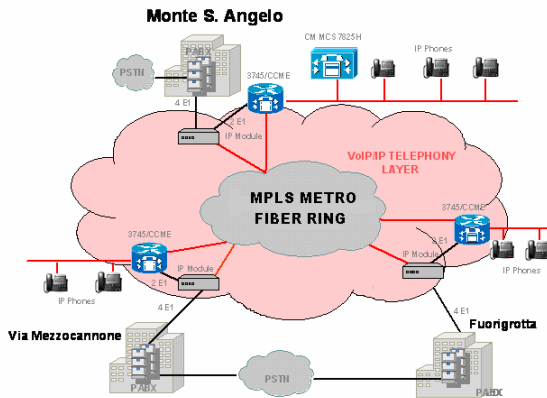 Monte S. Angelo
CM MCS 7825H
PABX
IP Phones
PSTN
3745/CCME
4 E1
2 E1
IP Module
VoIP/IP TELEPHONY
LAYER
MPLS METRO
FIBER RING
3745/CCME
3745/CCME
2 E1
IP Module
IP Module
IP Phones
2 E1
IP Phones
4 E1
4 E1
Via Mezzocannone
Fuorigrotta
PABX
PSTN
PABX